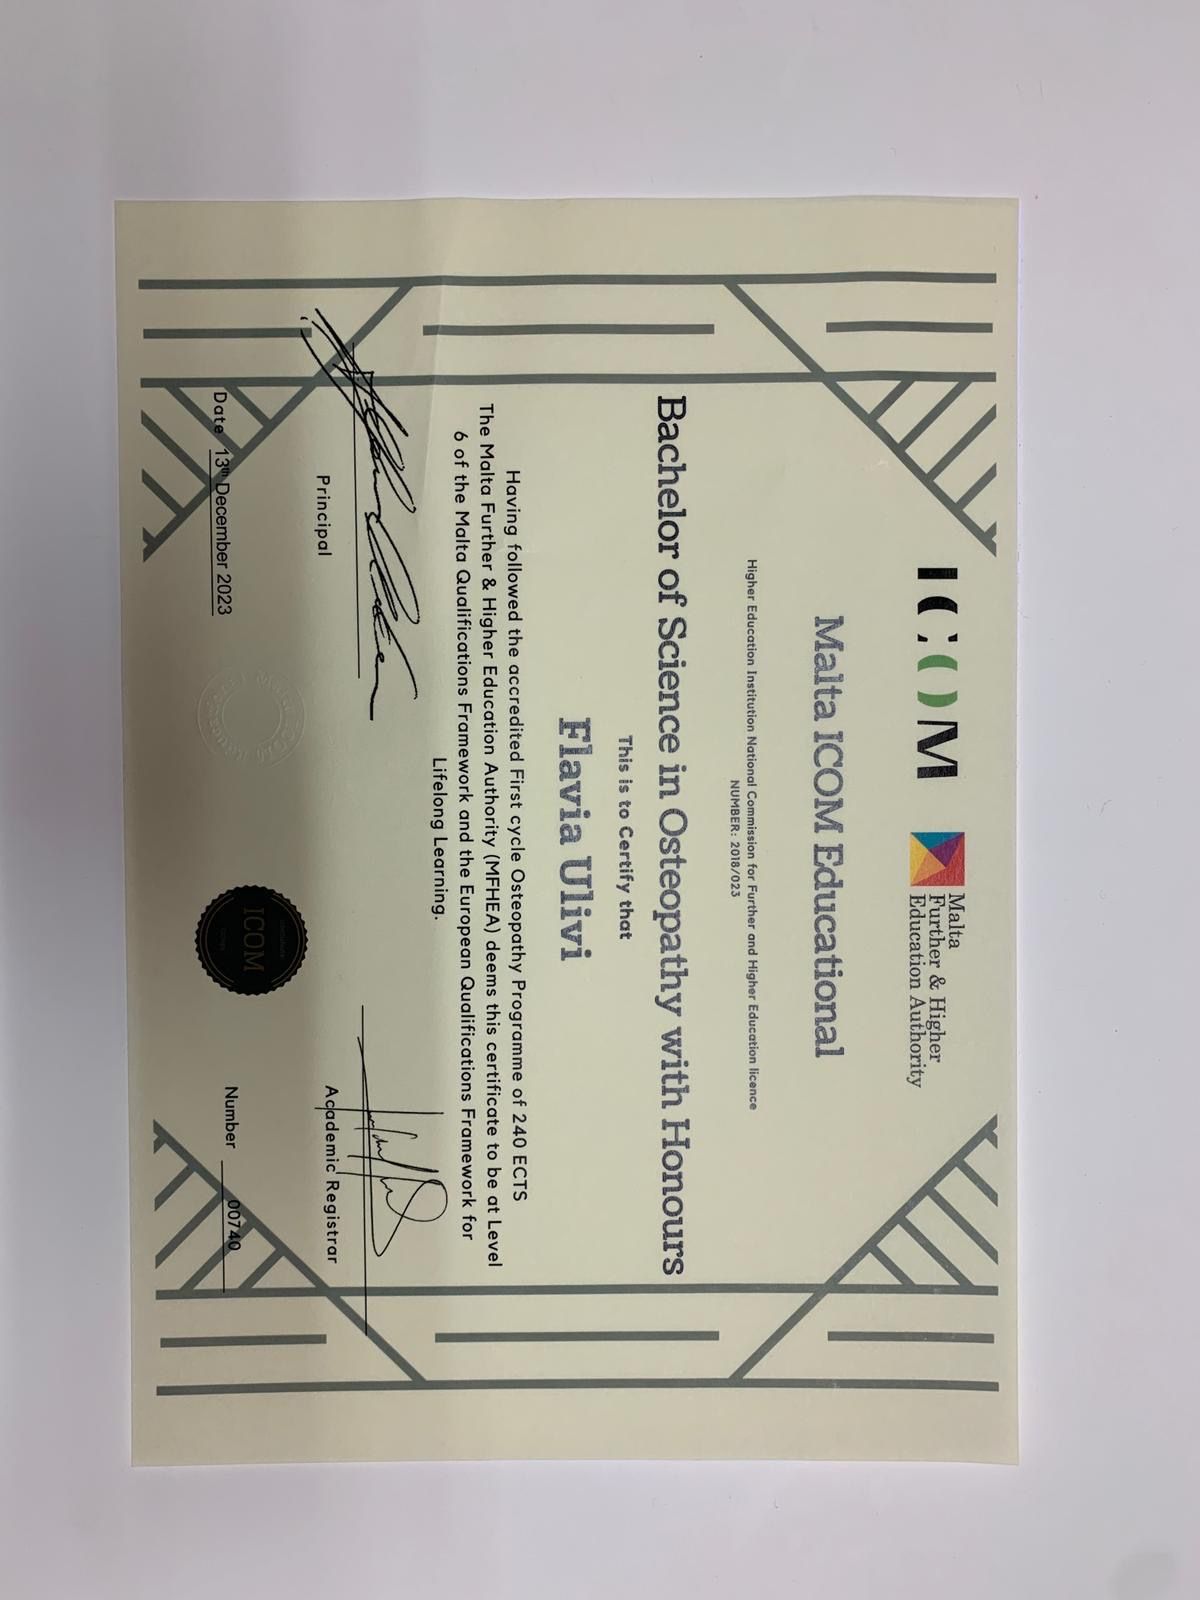 ICOM
Malta
Further & Higher
Education Authority
Malta ICOM Educational
Higher Education Institution National Commission for Further and Higher Education licence
NUMBER: 2018/023
Bachelor of Science in Osteopathy with Honours
This is to Certify that
Flavia Ulivi
Having followed the accredited First cycle Osteopathy Programme of 240 ECTS
The Malta Further & Higher Education Authority (MFHEA) deems this certificate to be at Level
6 of the Malta Qualifications Framework and the European Qualifications Framework for
Lifelong Learning.
Principal
Academic Registrar
Date 13th December 2023
ICOM
Number 00740